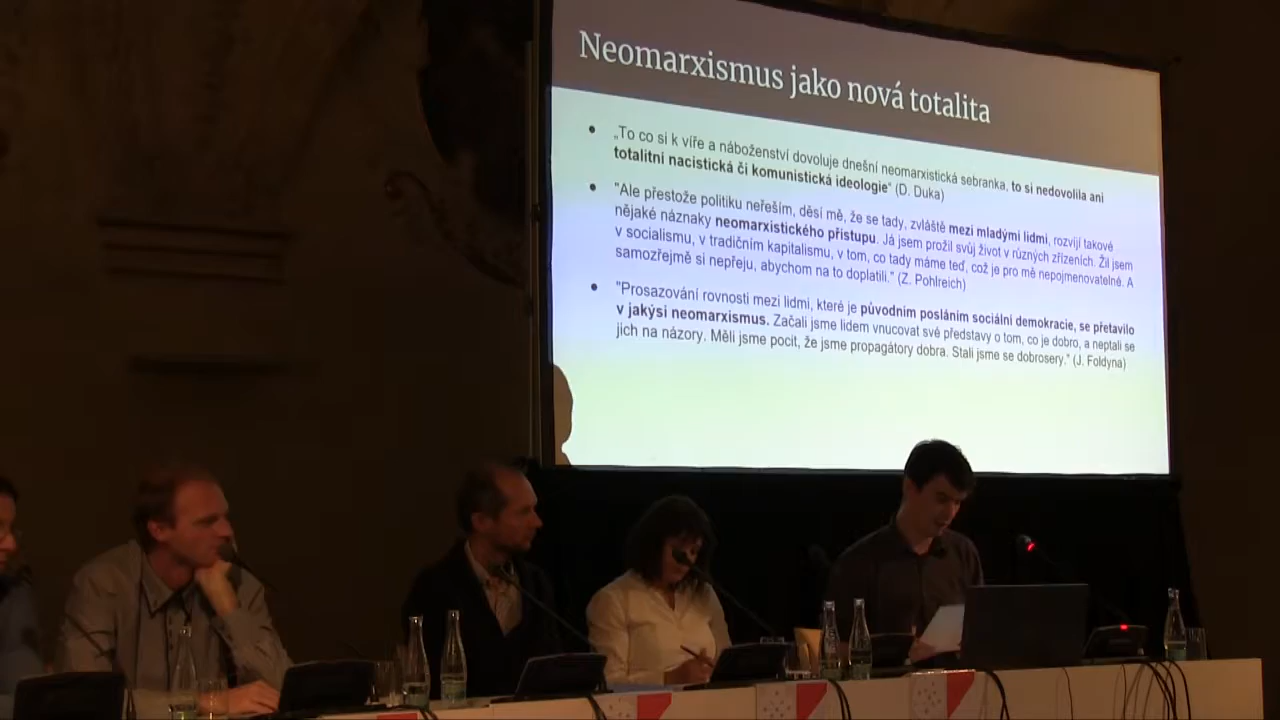 Neomarxismus jako nová totalita
„To co si k víře a náboženství dovoluje dnešní neomarxistická sebranka, to si nedovolila ani
totalitní nacistická či komunistická ideologie“ (D. Duka)
"Ale přestože politiku neřeším, děsí mě, že se tady, zvláště mezi mladými lidmi, rozvíjí takové
nějaké náznaky neomarxistického přístupu. Já jsem prožil svůj život v různých zřízeních. Žil jsem
v socialismu, v tradičním kapitalismu, v tom, co tady máme teď, což je pro mě nepojmenovatelné. A
samozřejmě si nepřeju, abychom na to doplatili." (Z. Pohlreich)
"Prosazování rovnosti mezi lidmi, které je původním posláním sociální demokracie, se přetavilo
v jakýsi neomarxismus. Začali jsme lidem vnucovat své představy o tom, co je dobro, a neptali se
jich na názory. Měli jsme pocit, že jsme propagátory dobra. Stali jsme se dobrosery." (J. Foldyna)